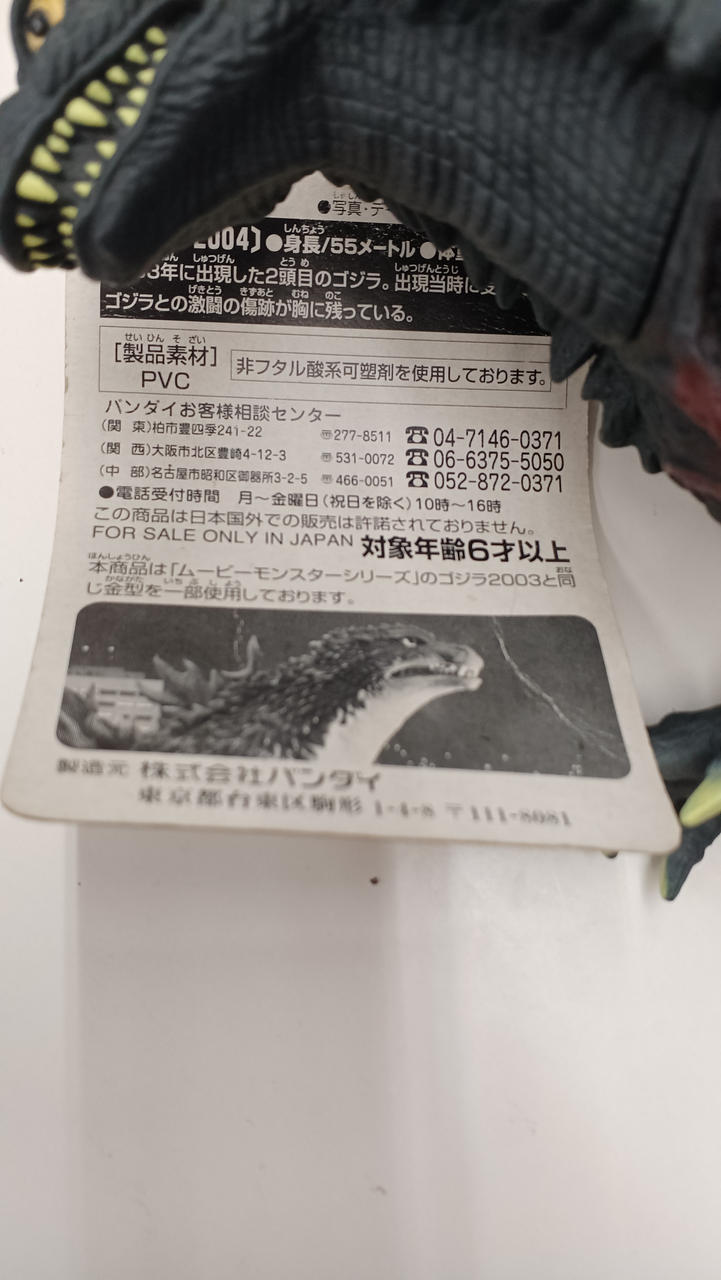 ●写真・デー
2004〕●身長/55メートル●体
3年に出現した2頭目のゴジラ。出現当時に受
ゴジラとの激闘の傷跡が胸に残っている。
[製品素材]
PVC
非フタル酸系可塑剤を使用しております。
バンダイお客様相談センター
(関 東)柏市豊四季241-22 〒277-8511 ☎04-7146-0371
(関 西)大阪市北区豊崎4-12-3 〒531-0072 ☎06-6375-5050
(中 部)名古屋市昭和区御器所3-2-5 〒466-0051 ☎052-872-0371
●電話受付時間 月〜金曜日(祝日を除く)10時〜16時
この商品は日本国外での販売は許諾されておりません。
FOR SALE ONLY IN JAPAN 対象年齢6才以上
本商品は「ムービーモンスターシリーズ」のゴジラ2003と同
じ金型を一部使用しております。
製造元 株式会社バンダイ
東京都台東区駒形 1-4-8 〒111-8081